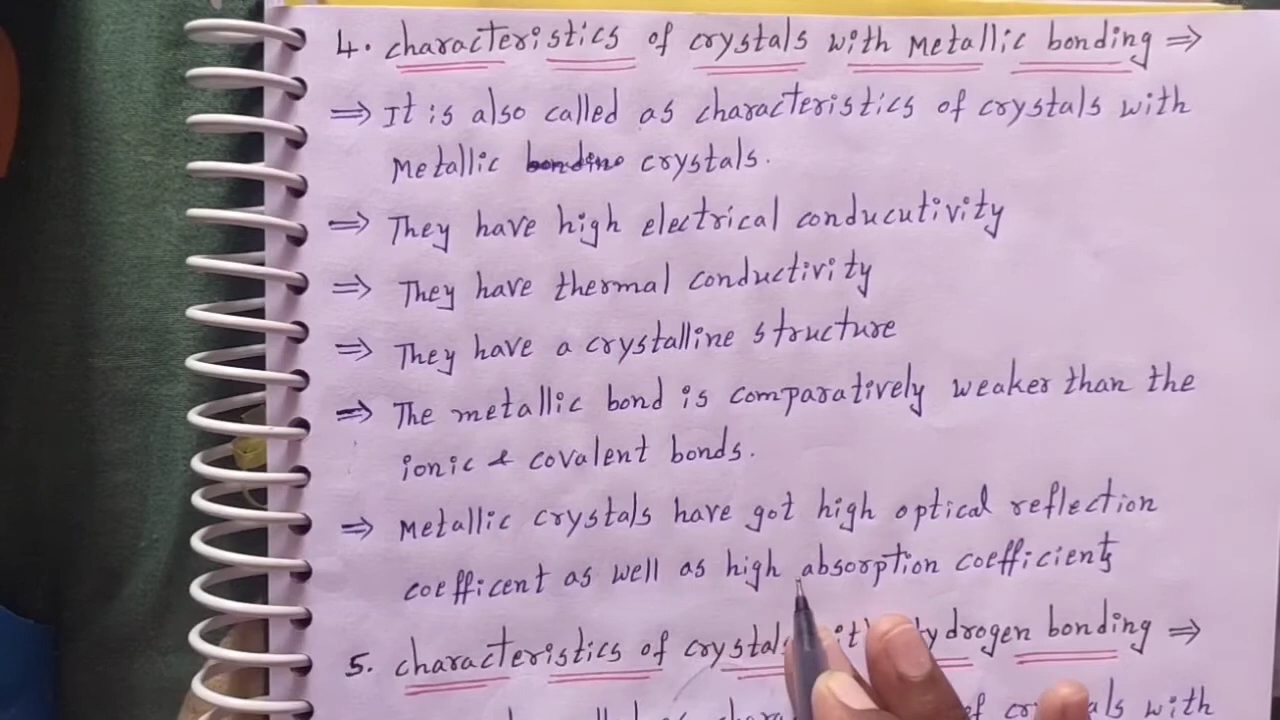 4. characteristics of crystals with Metallic bonding ⇒
⇒ It is also called as characteristics of crystals with
Metallic crystals.
⇒ They have high electrical conducutivity
⇒ They have thermal conductivity
⇒ They have a crystalline structure
⇒ The metallic bond is comparatively weaker than the
ionic & covalent bonds.
⇒ Metallic crystals have got high optical reflection
coefficent as well as high absorption coefficients
5. characteristics of crystals with Hydrogen bonding ⇒
with